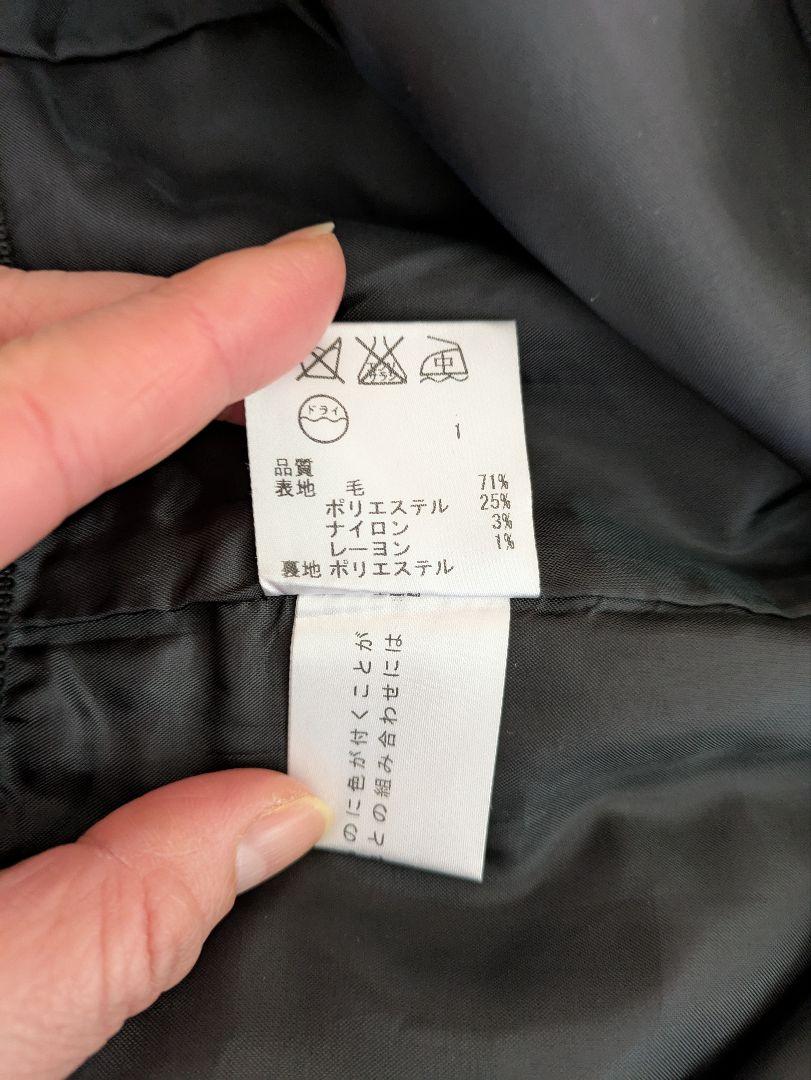 中
ドライ
1
品質
表地 毛 71%
ポリエステル 25%
ナイロン 3%
レーヨン 1%
裏地 ポリエステル
のに色が付くことが
との組み合わせには